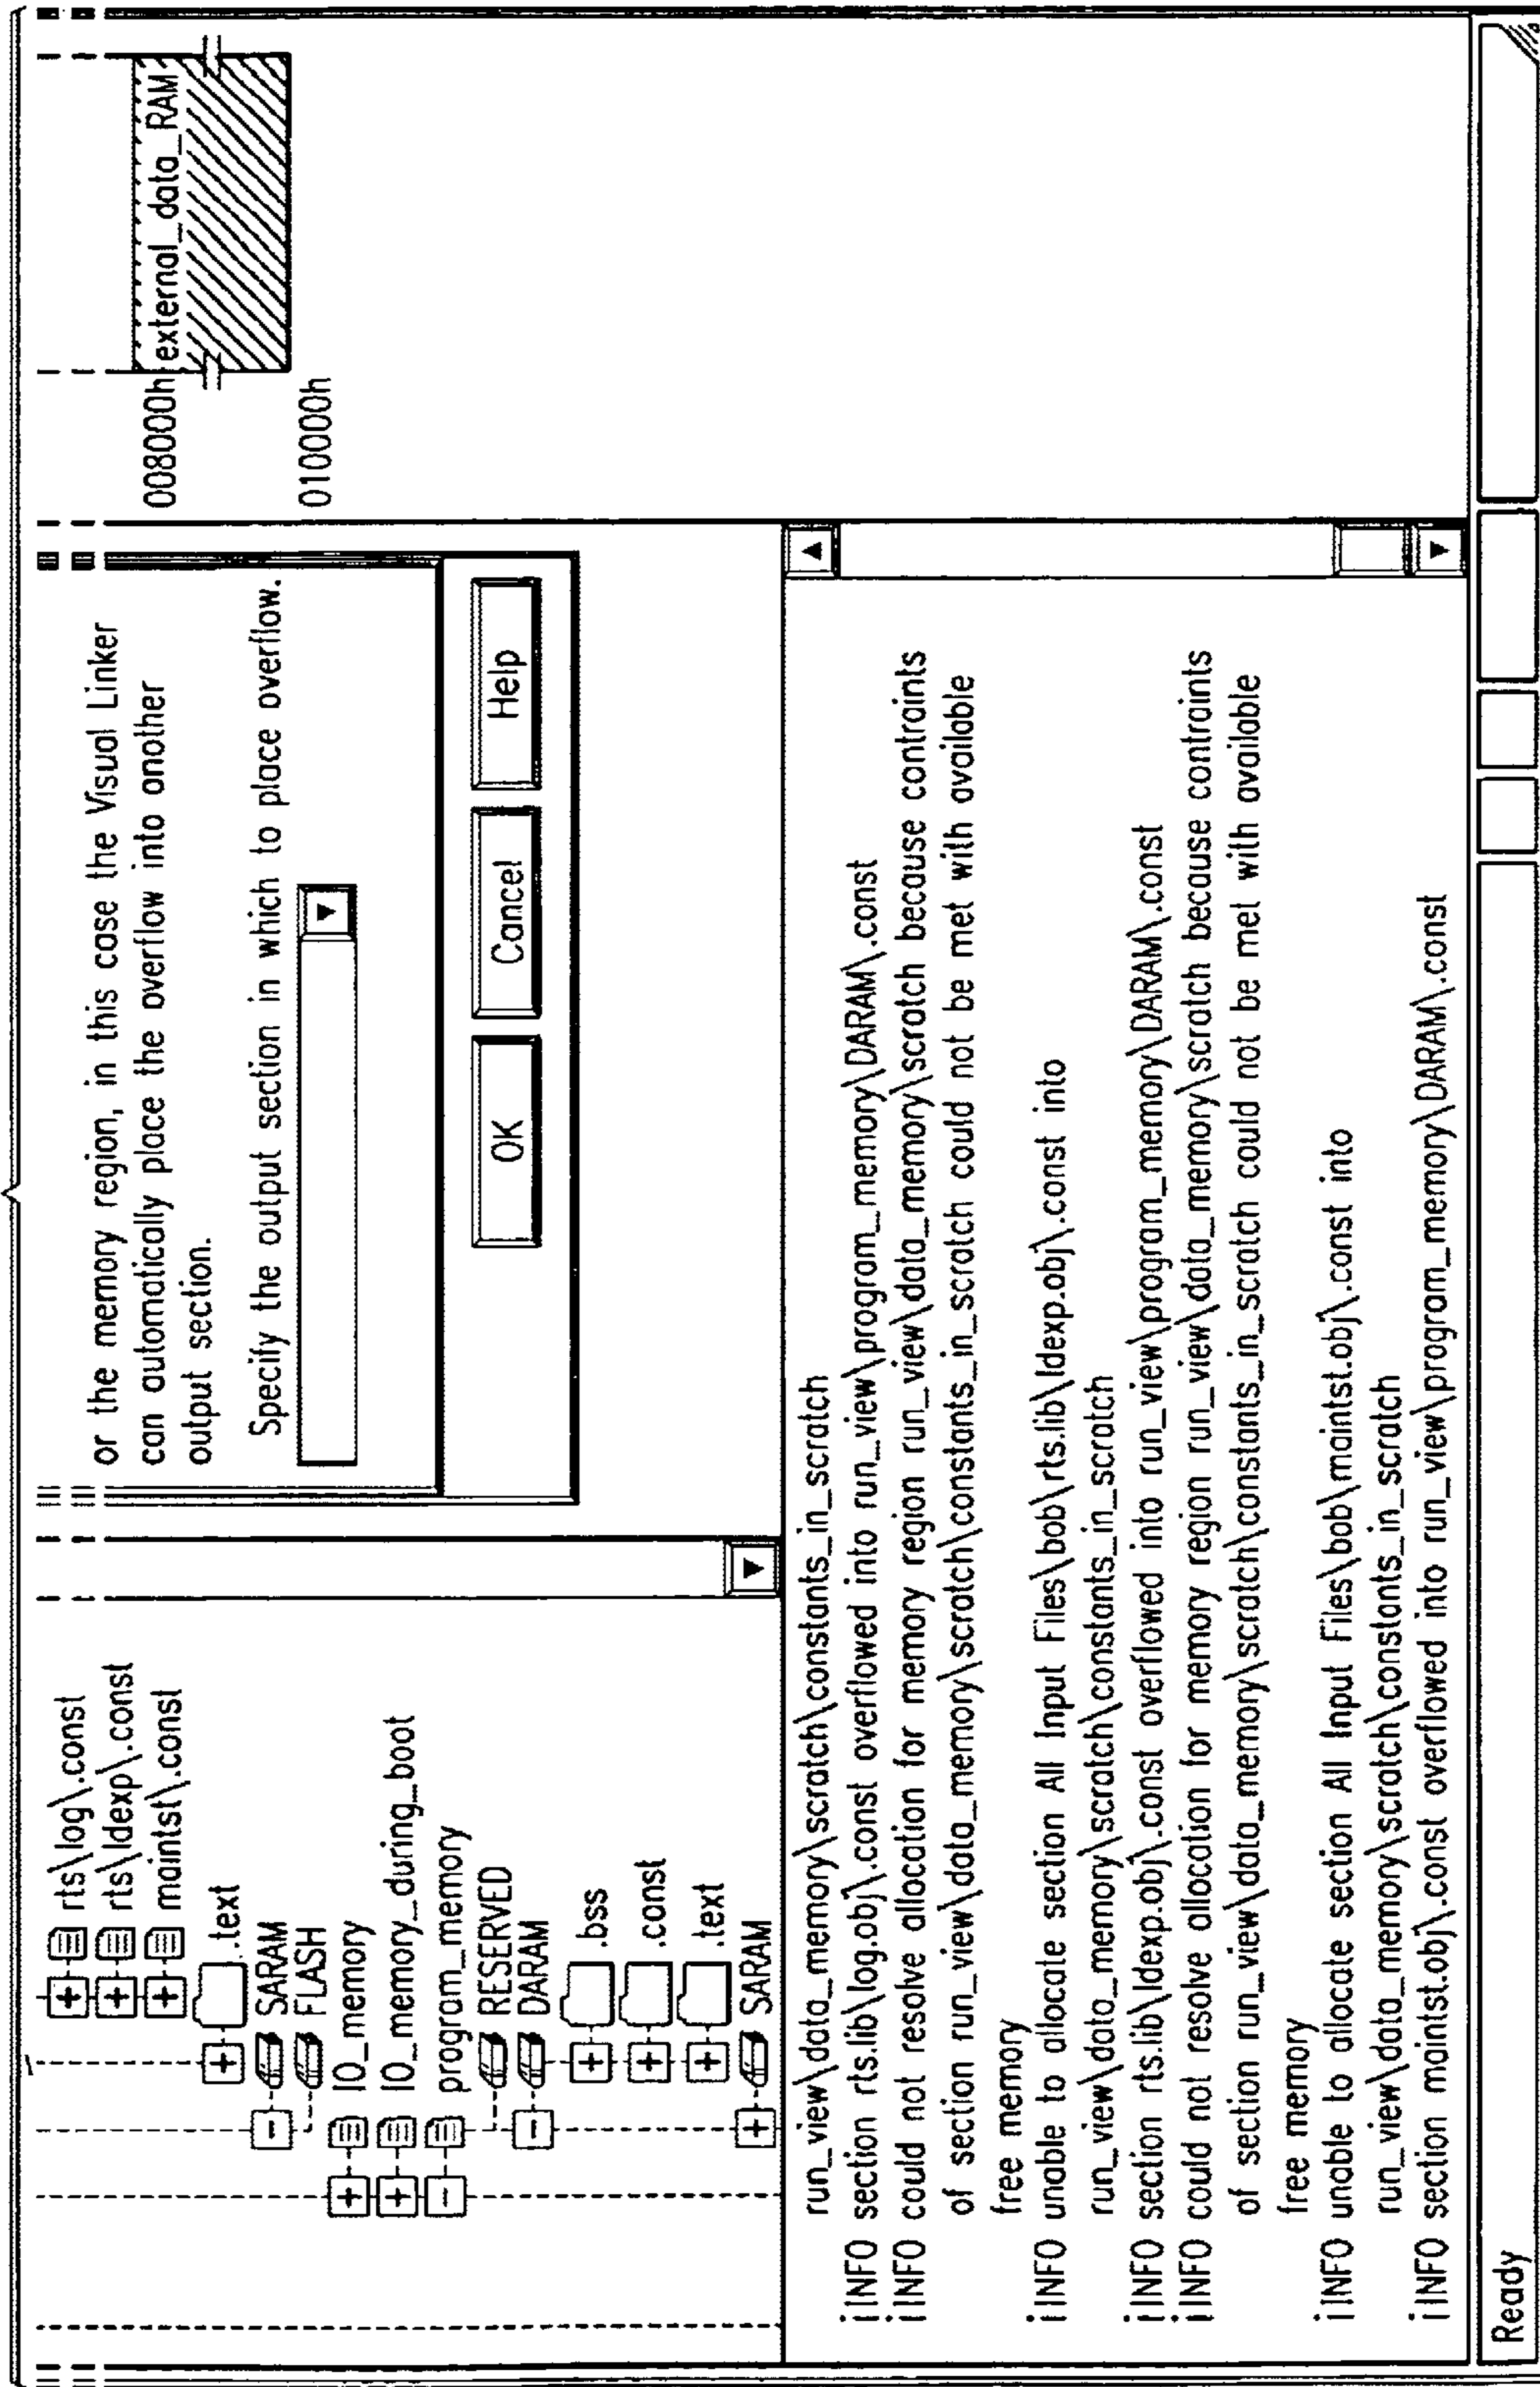 rts\log\.const
rts\ldexp\.const
maintst\.const
.text
SARAM
FLASH
IO_memory
IO_memory_during_boot
program_memory
RESERVED
DARAM
.bss
.const
.text
SARAM
or the memory region, in this case the Visual Linker
can automatically place the overflow into another
output section.
Specify the output section in which to place overflow.
OK
Cancel
Help
008000h
external_data_RAM
010000h
run_view\data_memory\scratch\constants_in_scratch
i INFO section rts.lib\log.obj\.const overflowed into run_view\program_memory\DARAM\.const
i INFO could not resolve allocation for memory region run_view\data_memory\scratch because contraints
of section run_view\data_memory\scratch\constants_in_scratch could not be met with available
free memory
i INFO unable to allocate section All Input Files\bob\rts.lib\ldexp.obj\.const into
run_view\data_memory\scratch\constants_in_scratch
i INFO section rts.lib\ldexp.obj\.const overflowed into run_view\program_memory\DARAM\.const
i INFO could not resolve allocation for memory region run_view\data_memory\scratch because contraints
of section run_view\data_memory\scratch\constants_in_scratch could not be met with available
free memory
i INFO unable to allocate section All Input Files\bob\maintst.obj\.const into
run_view\data_memory\scratch\constants_in_scratch
i INFO section maintst.obj\.const overflowed into run_view\program_memory\DARAM\.const
Ready